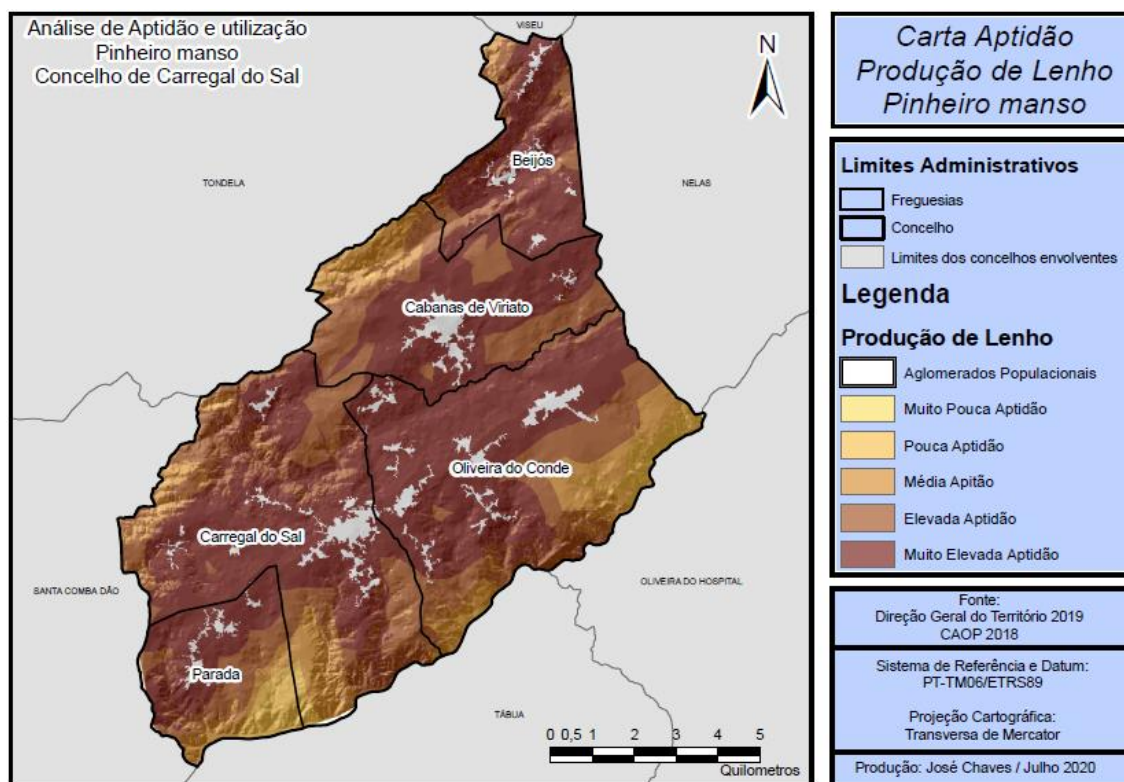 Análise de Aptidão e utilização
Pinheiro manso
Concelho de Carregal do Sal
VISEU
N
TONDELA
Beijós
NELAS
Cabanas de Viriato
Oliveira do Conde
Carregal do Sal
SANTA COMBA DÃO
OLIVEIRA DO HOSPITAL
Parada
TÁBUA
0 0,5 1 2 3 4 5
Quilometros
Carta Aptidão
Produção de Lenho
Pinheiro manso
Limites Administrativos
Freguesias
Concelho
Limites dos concelhos envolventes
Legenda
Produção de Lenho
Aglomerados Populacionais
Muito Pouca Aptidão
Pouca Aptidão
Média Apitão
Elevada Aptidão
Muito Elevada Aptidão
Fonte:
Direção Geral do Território 2019
CAOP 2018
Sistema de Referência e Datum:
PT-TM06/ETRS89
Projeção Cartográfica:
Transversa de Mercator
Produção: José Chaves / Julho 2020